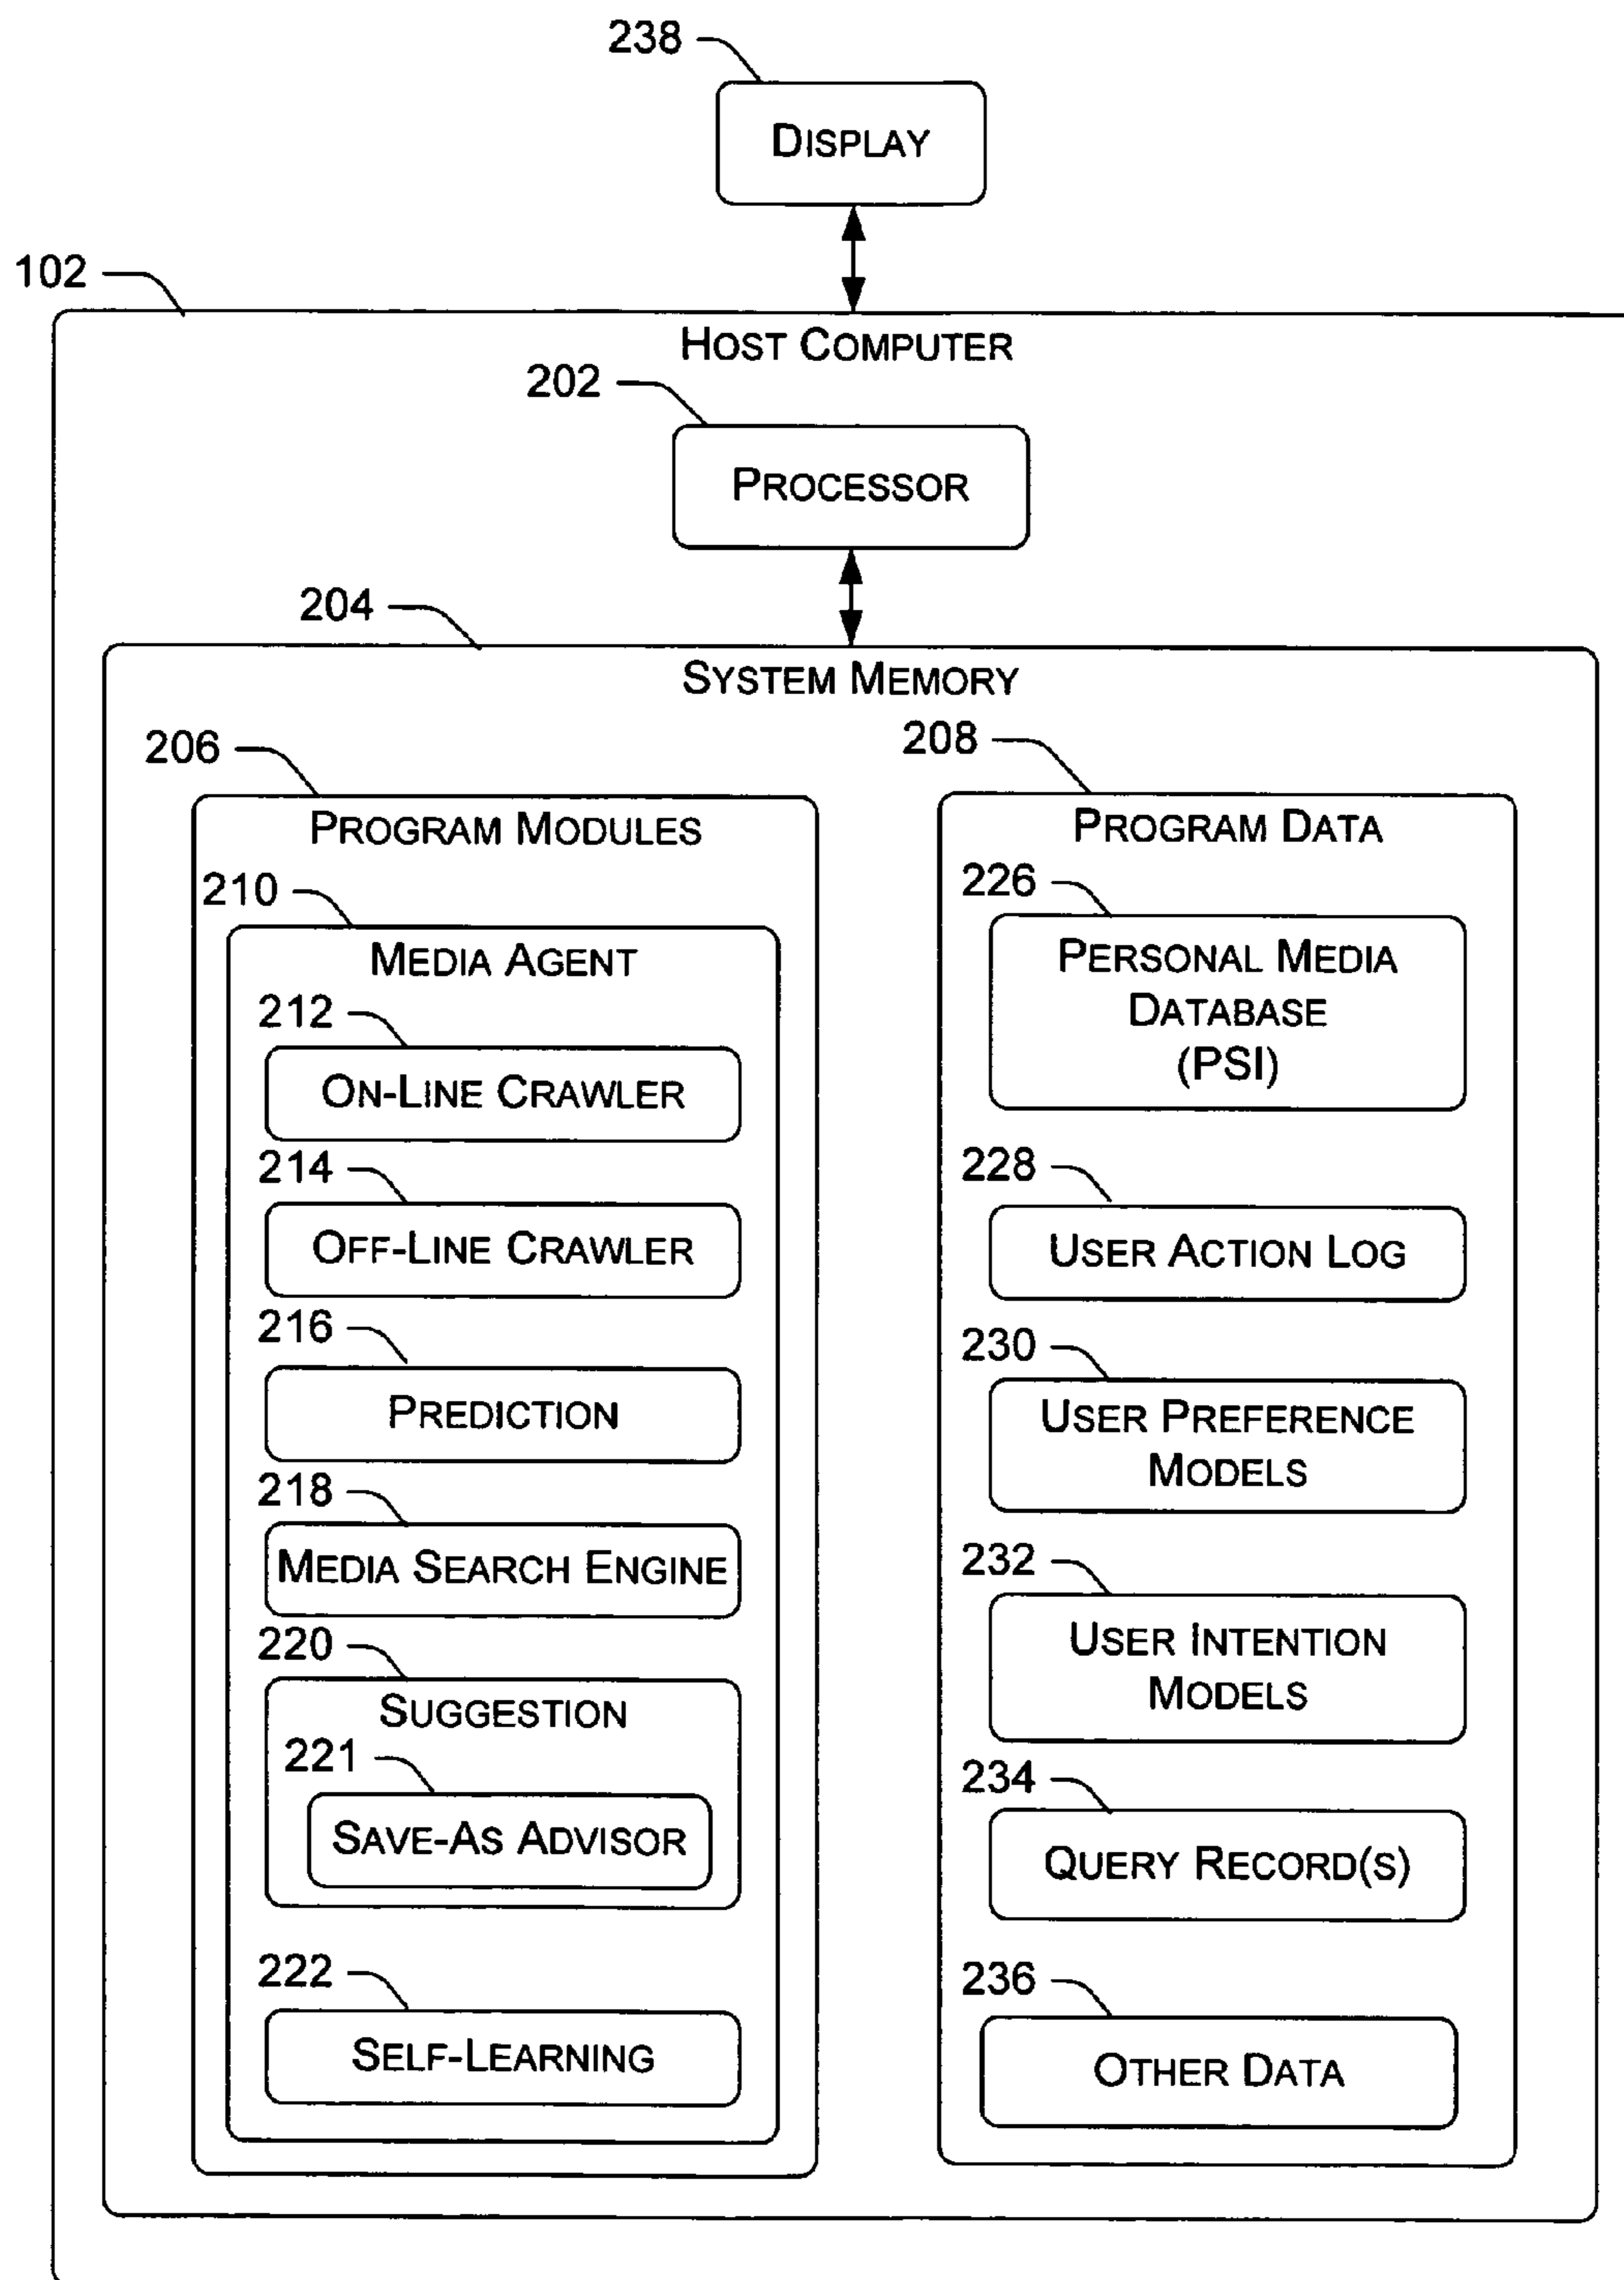 238
DISPLAY
102
HOST COMPUTER
202
PROCESSOR
204
SYSTEM MEMORY
206
PROGRAM MODULES
210
MEDIA AGENT
212
ON-LINE CRAWLER
214
OFF-LINE CRAWLER
216
PREDICTION
218
MEDIA SEARCH ENGINE
220
SUGGESTION
221
SAVE-AS ADVISOR
222
SELF-LEARNING
208
PROGRAM DATA
226
PERSONAL MEDIA
DATABASE
(PSI)
228
USER ACTION LOG
230
USER PREFERENCE
MODELS
232
USER INTENTION
MODELS
234
QUERY RECORD(S)
236
OTHER DATA